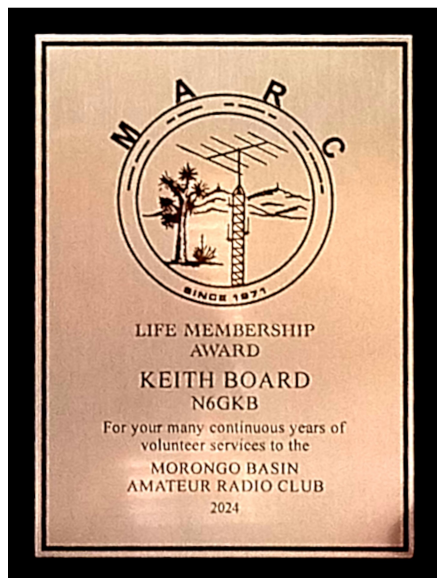 M A R C
SINCE 1971
LIFE MEMBERSHIP
AWARD
KEITH BOARD
N6GKB
For your many continuous years of
volunteer services to the
MORONGO BASIN
AMATEUR RADIO CLUB
2024